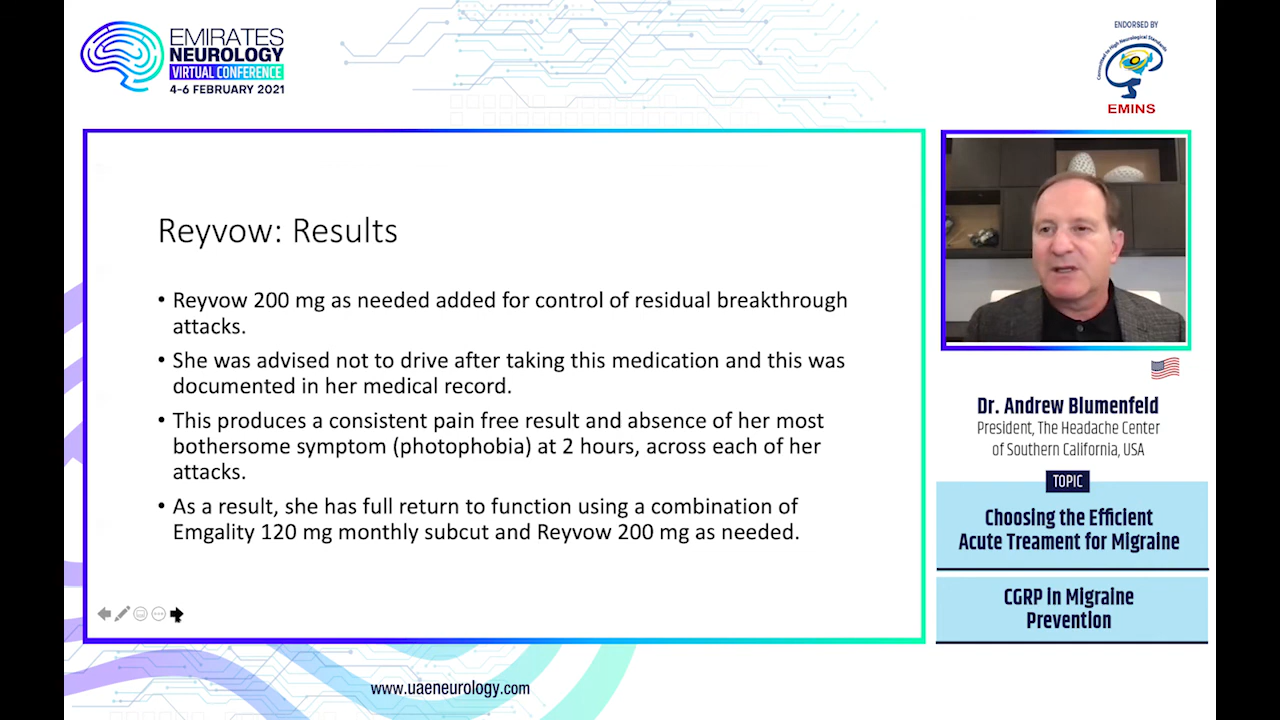 EMIRATES
NEUROLOGY
VIRTUAL CONFERENCE
4-6 FEBRUARY 2021
ENDORSED BY
Committed to High Neurological Standards
EMINS
Reyvow: Results
• Reyvow 200 mg as needed added for control of residual breakthrough
attacks.
• She was advised not to drive after taking this medication and this was
documented in her medical record.
• This produces a consistent pain free result and absence of her most
bothersome symptom (photophobia) at 2 hours, across each of her
attacks.
• As a result, she has full return to function using a combination of
Emgality 120 mg monthly subcut and Reyvow 200 mg as needed.
Dr. Andrew Blumenfeld
President, The Headache Center
of Southern California, USA
TOPIC
Choosing the Efficient
Acute Treament for Migraine
CGRP in Migraine
Prevention
www.uaeneurology.com